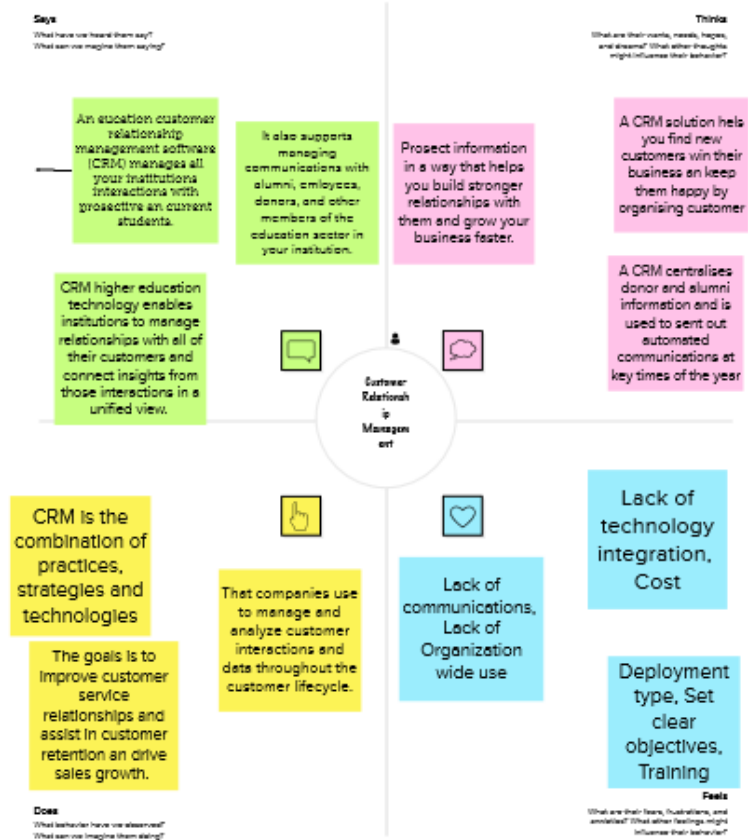 Says
What have we heard them say?
What can we imagine them saying?
Thinks
What are their wants, needs, hopes,
and dreams? What other thoughts
might influence their behavior?
An eucation customer
relationship
management software
(CRM) manages all
your institutions
interactions with
prosective an current
students.
It also supports
managing
communications with
alumni, emloyees,
donors, and other
members of the
education sector in
your institution.
Prosect information
in a way that helps
you build stronger
relationships with
them and grow your
business faster.
A CRM solution hels
you find new
customers win their
business an keep
them happy by
organising customer
CRM higher education
technology enables
institutions to manage
relationships with all of
their customers and
connect insights from
those interactions in a
unified view.
A CRM centralises
donor and alumni
information and is
used to sent out
automated
communications at
key times of the year
Customer
Relationsh
ip
Managem
ent
CRM is the
combination of
practices,
strategies and
technologies
That companies use
to manage and
analyze customer
interactions and
data throughout the
customer lifecycle.
The goals is to
improve customer
service
relationships and
assist in customer
retention an drive
sales growth.
Lack of
communications,
Lack of
Organization
wide use
Lack of
technology
integration,
Cost
Deployment
type, Set
clear
objectives,
Training
Does
What behavior have we observed?
What can we imagine them doing?
Feels
What are their fears, frustrations, and
anxieties? What other feelings might
influence their behavior?